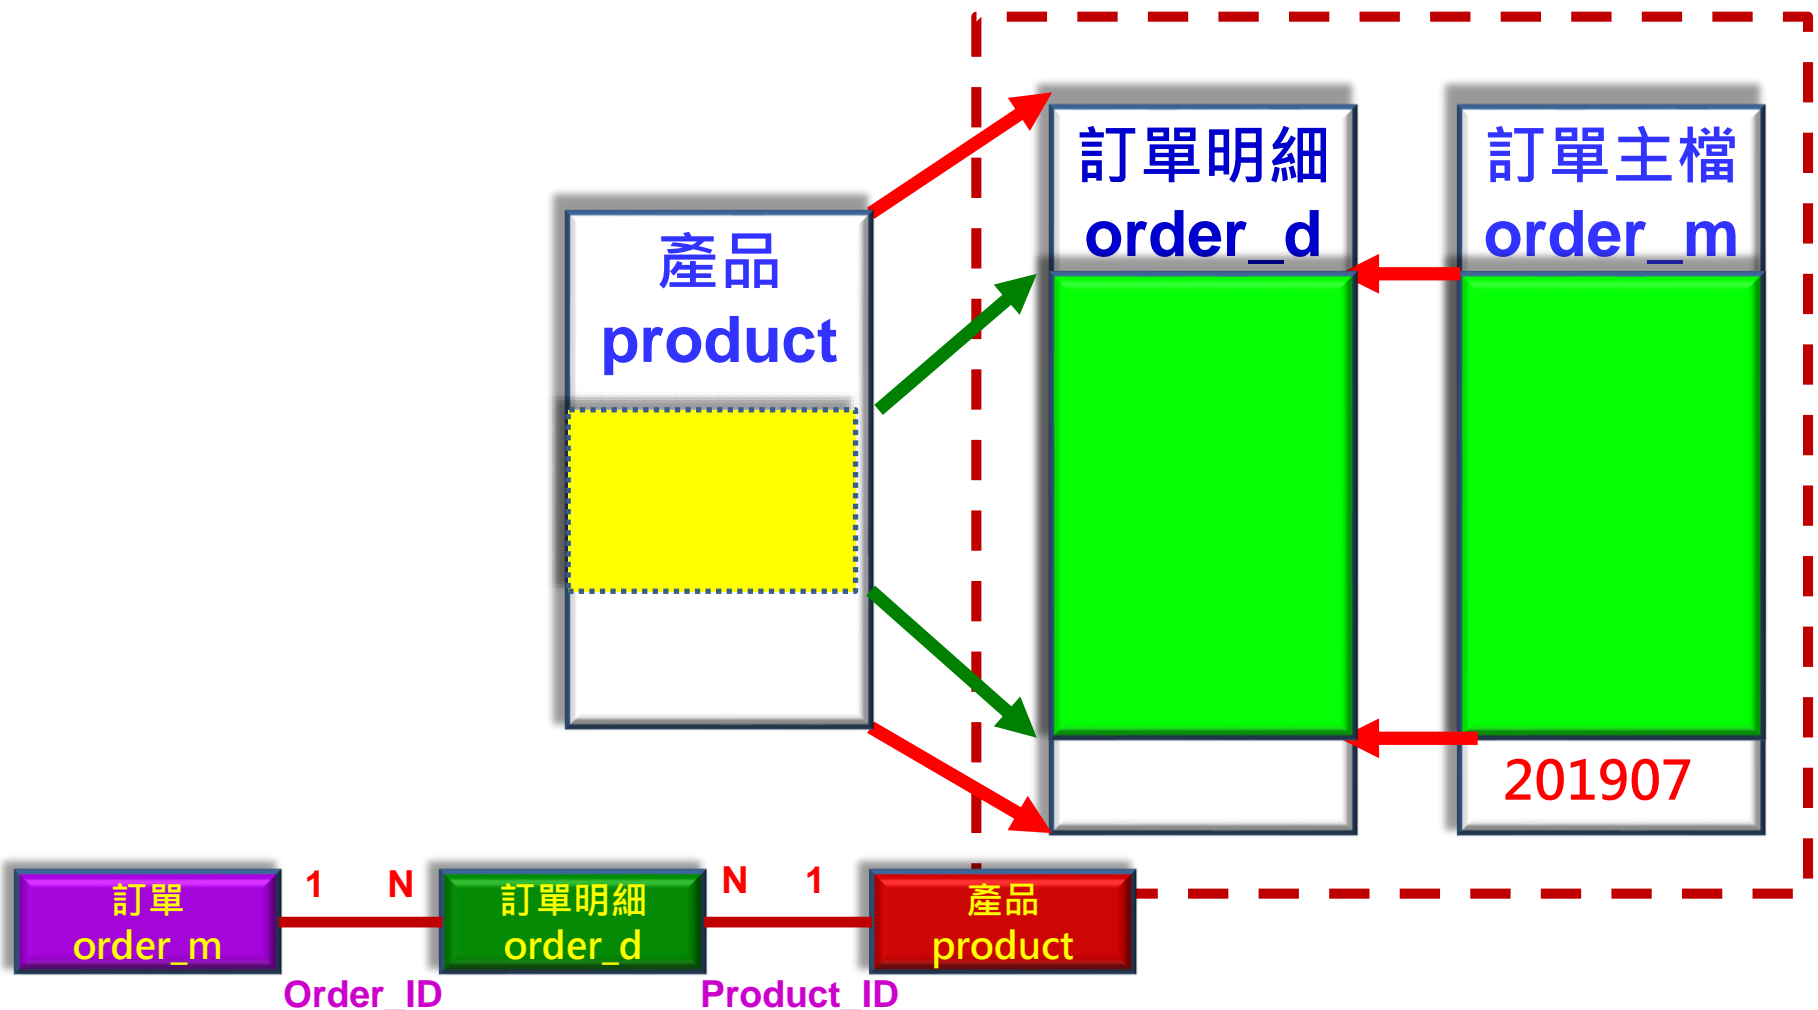 訂單明細
order_d
訂單主檔
order_m
產品
product
201907
訂單
order_m
1 N
訂單明細
order_d
N 1
產品
product
Order_ID
Product_ID